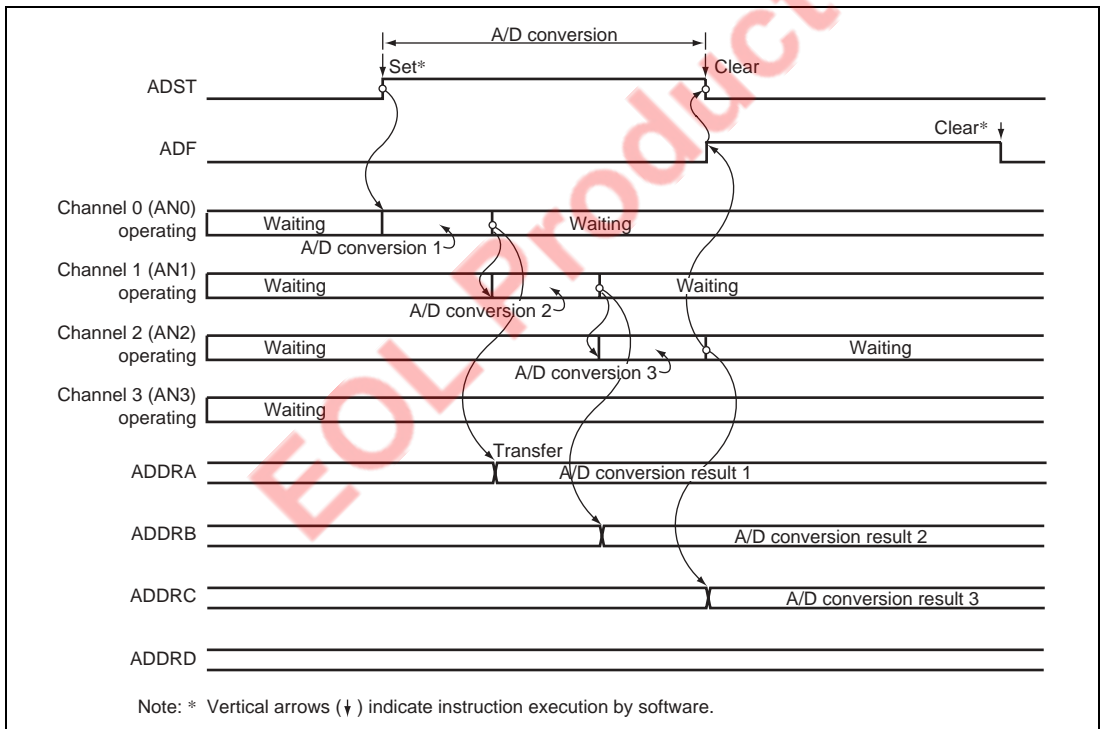 A/D conversion
Set*
Clear
ADST
Clear*
ADF
Channel 0 (AN0)
operating
Waiting
Waiting
A/D conversion 1
Channel 1 (AN1)
operating
Waiting
Waiting
A/D conversion 2
Channel 2 (AN2)
operating
Waiting
Waiting
A/D conversion 3
Channel 3 (AN3)
operating
Waiting
Transfer
ADDRA
A/D conversion result 1
ADDRB
A/D conversion result 2
ADDRC
A/D conversion result 3
ADDRD
Note: * Vertical arrows (↓) indicate instruction execution by software.
EOL Product